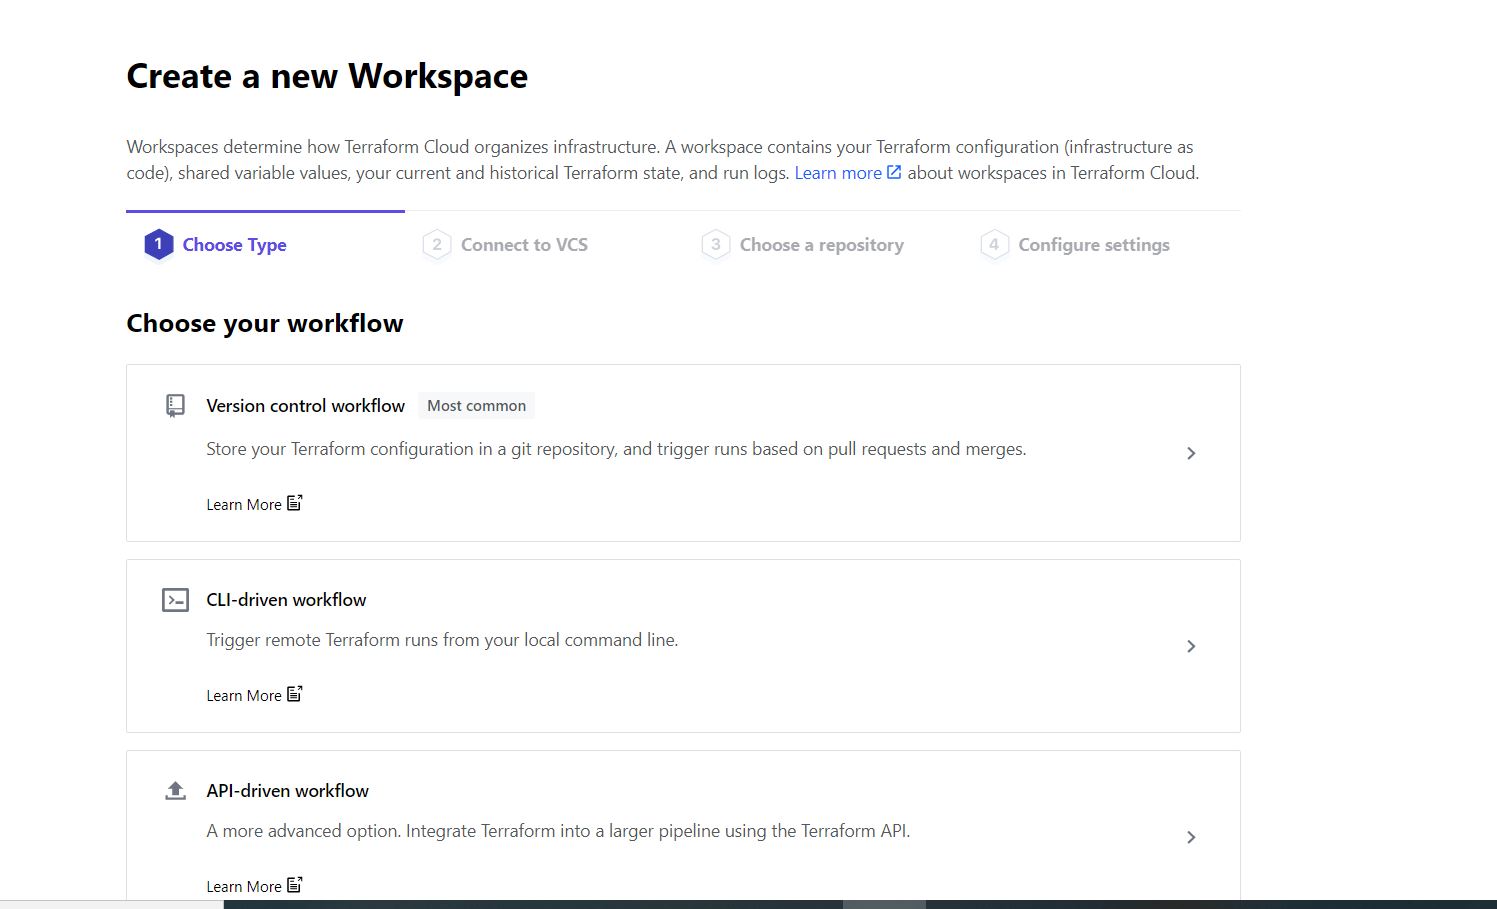 Create a new Workspace
Workspaces determine how Terraform Cloud organizes infrastructure. A workspace contains your Terraform configuration (infrastructure as
code), shared variable values, your current and historical Terraform state, and run logs. Learn more about workspaces in Terraform Cloud.
1 Choose Type
2 Connect to VCS
3 Choose a repository
4 Configure settings
Choose your workflow
Version control workflow Most common
Store your Terraform configuration in a git repository, and trigger runs based on pull requests and merges.
Learn More
CLI-driven workflow
Trigger remote Terraform runs from your local command line.
Learn More
API-driven workflow
A more advanced option. Integrate Terraform into a larger pipeline using the Terraform API.
Learn More